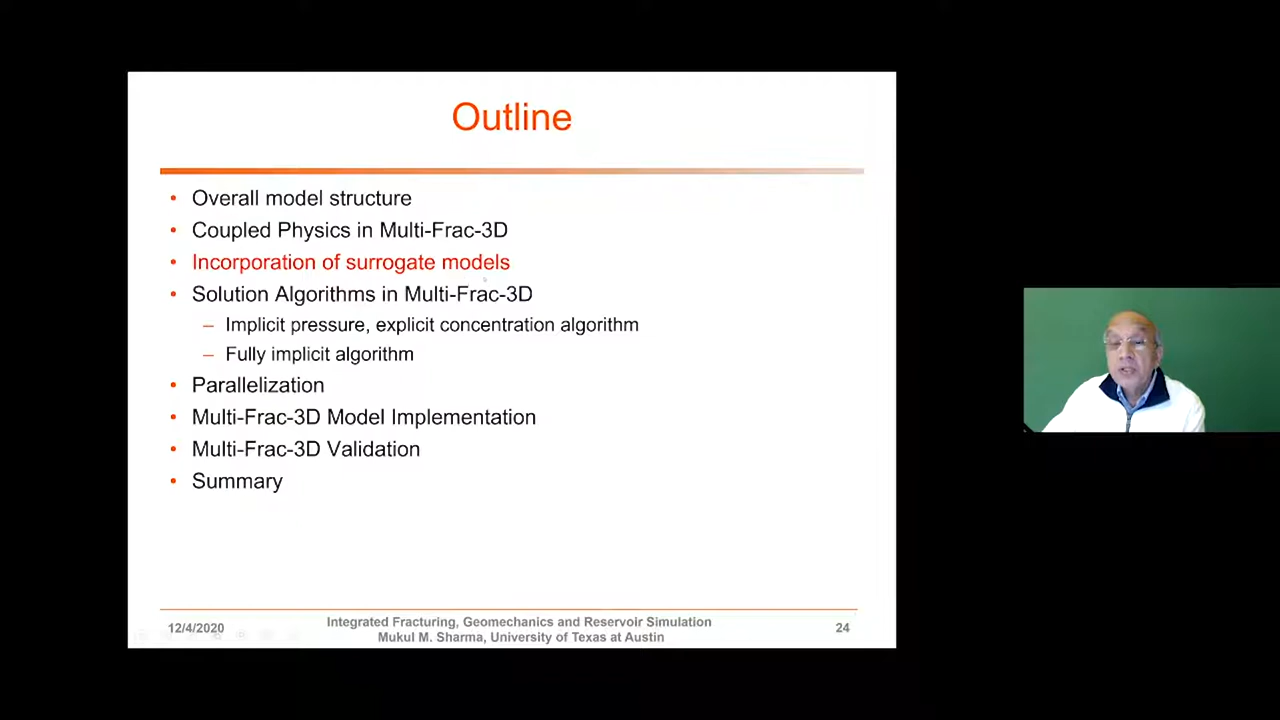 Outline
• Overall model structure
• Coupled Physics in Multi-Frac-3D
• Incorporation of surrogate models
• Solution Algorithms in Multi-Frac-3D
– Implicit pressure, explicit concentration algorithm
– Fully implicit algorithm
• Parallelization
• Multi-Frac-3D Model Implementation
• Multi-Frac-3D Validation
• Summary
12/4/2020
Integrated Fracturing, Geomechanics and Reservoir Simulation
Mukul M. Sharma, University of Texas at Austin
24